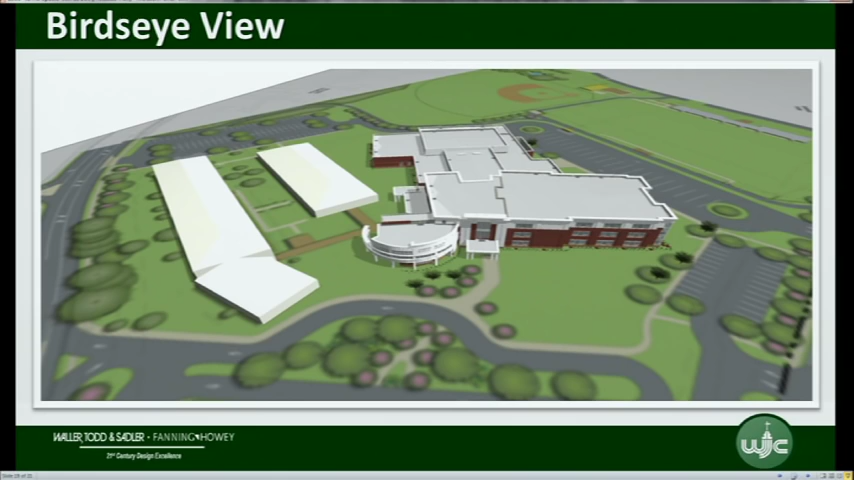 Birdseye View
WALLER, TODD & SADLER • FANNING HOWEY
21st Century Design Excellence
wjc